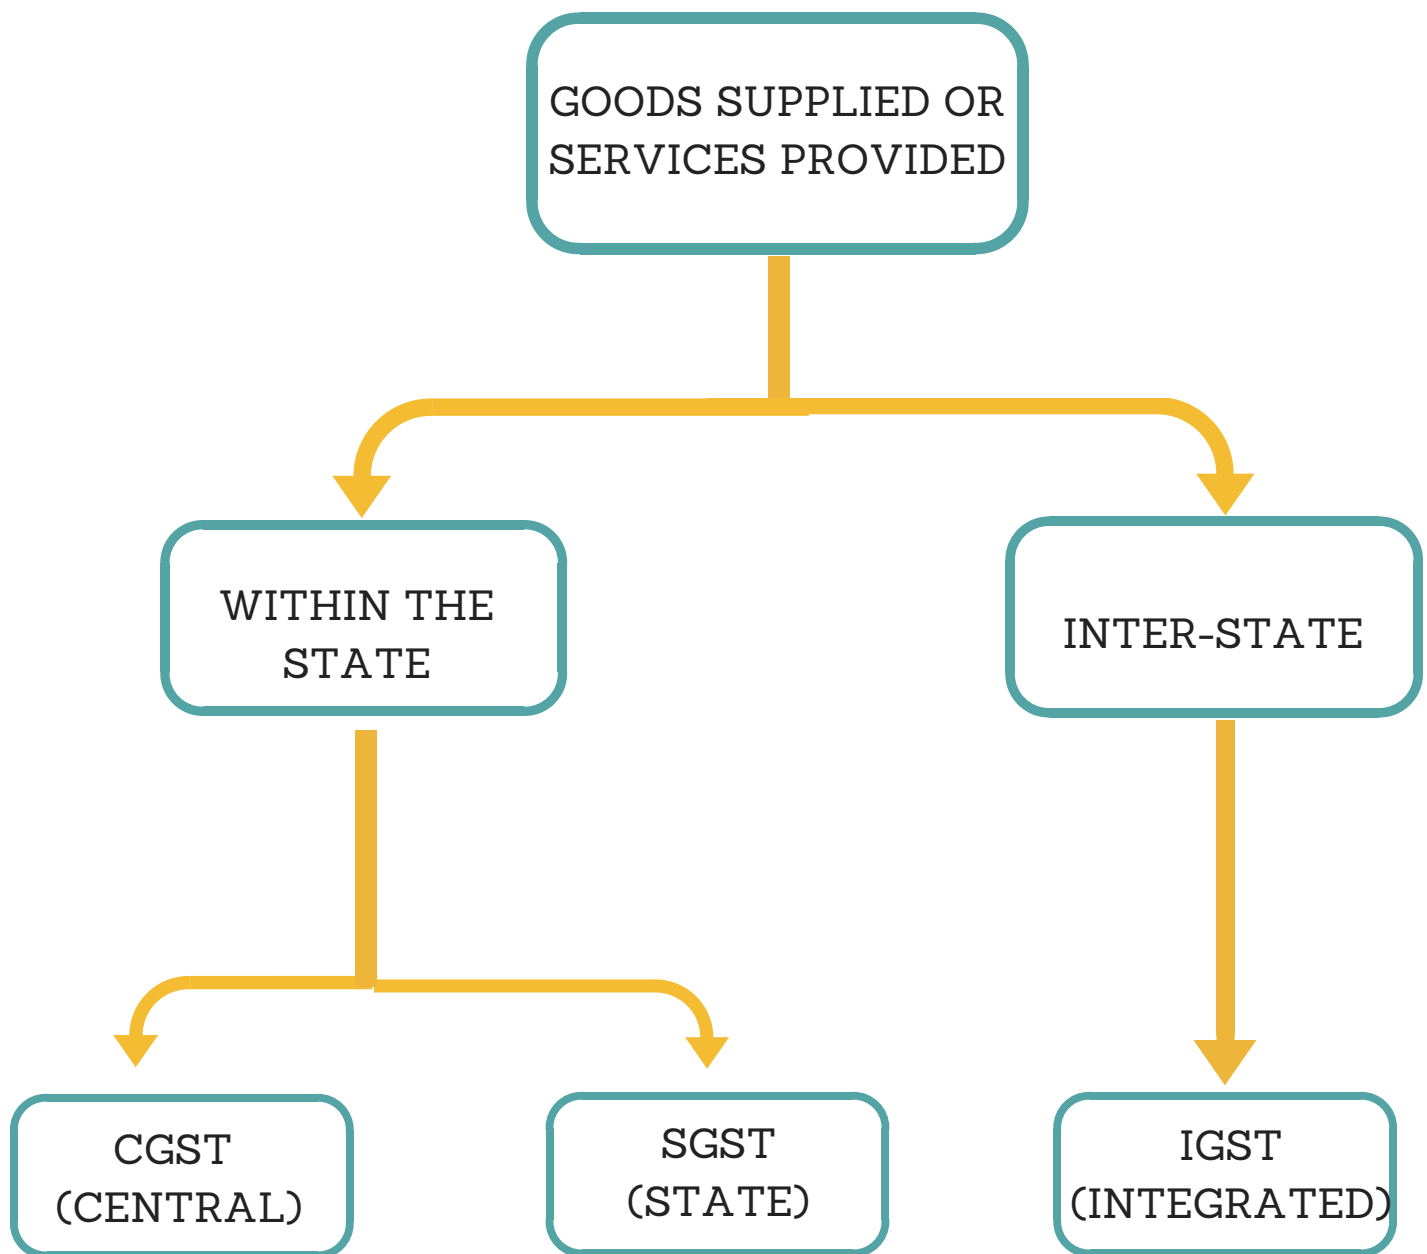 GOODS SUPPLIED OR
SERVICES PROVIDED
WITHIN THE
STATE
INTER-STATE
CGST
(CENTRAL)
SGST
(STATE)
IGST
(INTEGRATED)